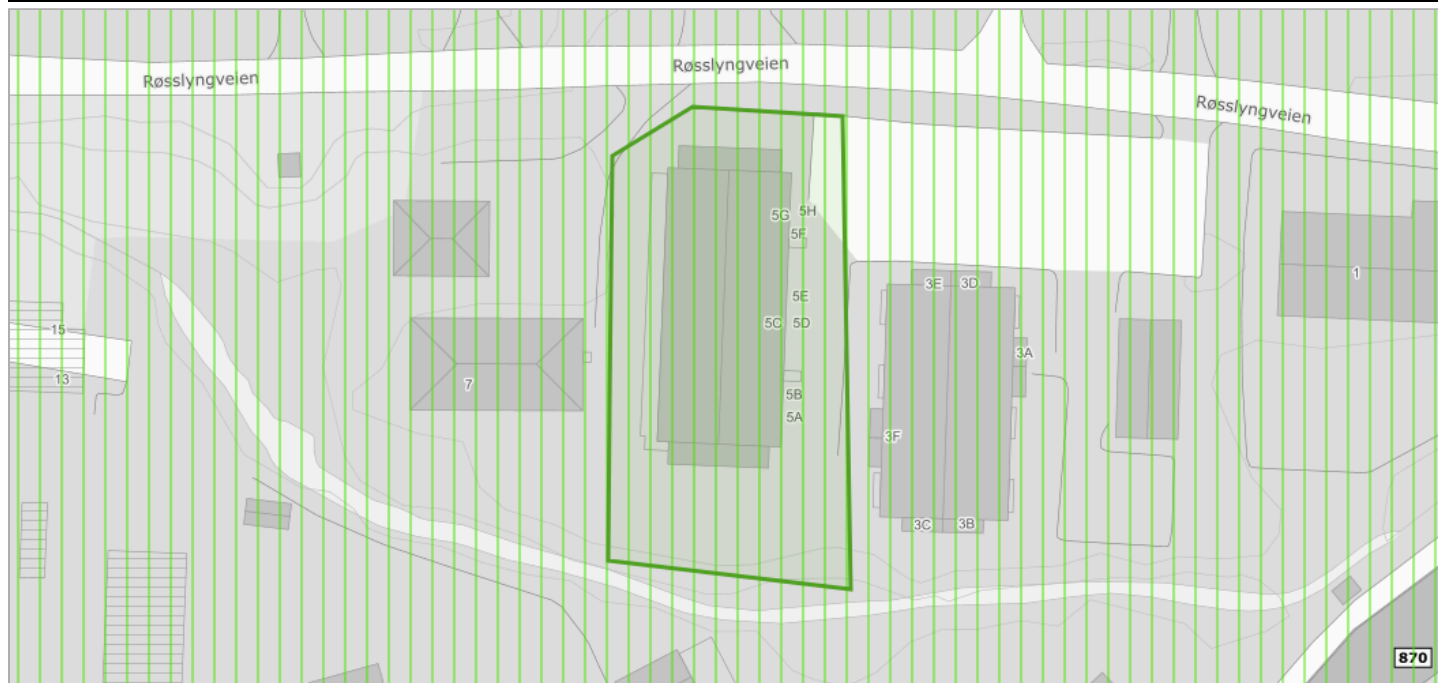 Røsslyngveien
Røsslyngveien
Røsslyngveien
5G
5H
5F
1
3E
3D
5E
5C
5D
15
3A
13
7
5B
5A
3F
3C
3B
870